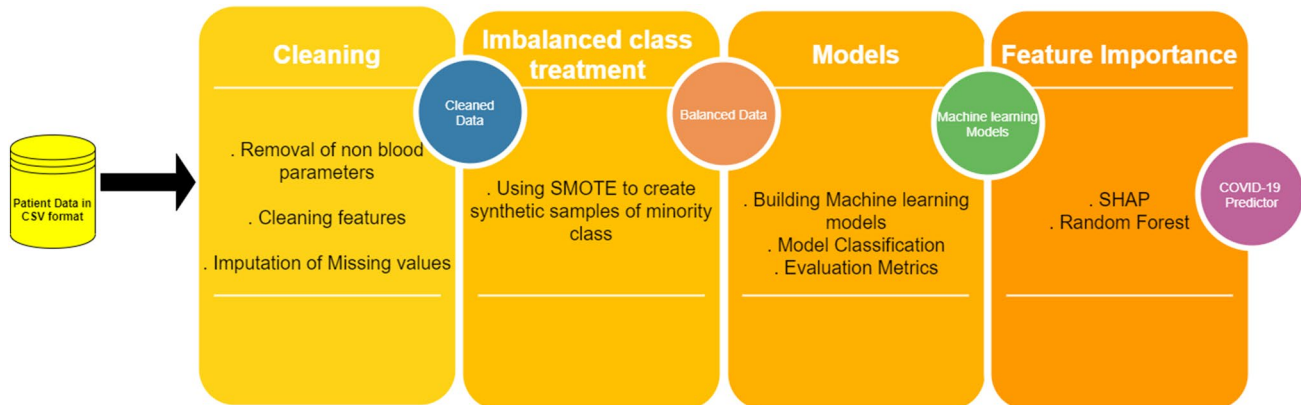 Patient Data in
CSV format
Cleaning
. Removal of non blood
parameters
. Cleaning features
. Imputation of Missing values
Cleaned
Data
Imbalanced class
treatment
. Using SMOTE to create
synthetic samples of minority
class
Balanced Data
Models
. Building Machine learning
models
. Model Classification
. Evaluation Metrics
Machine learning
Models
Feature Importance
. SHAP
. Random Forest
COVID-19
Predictor